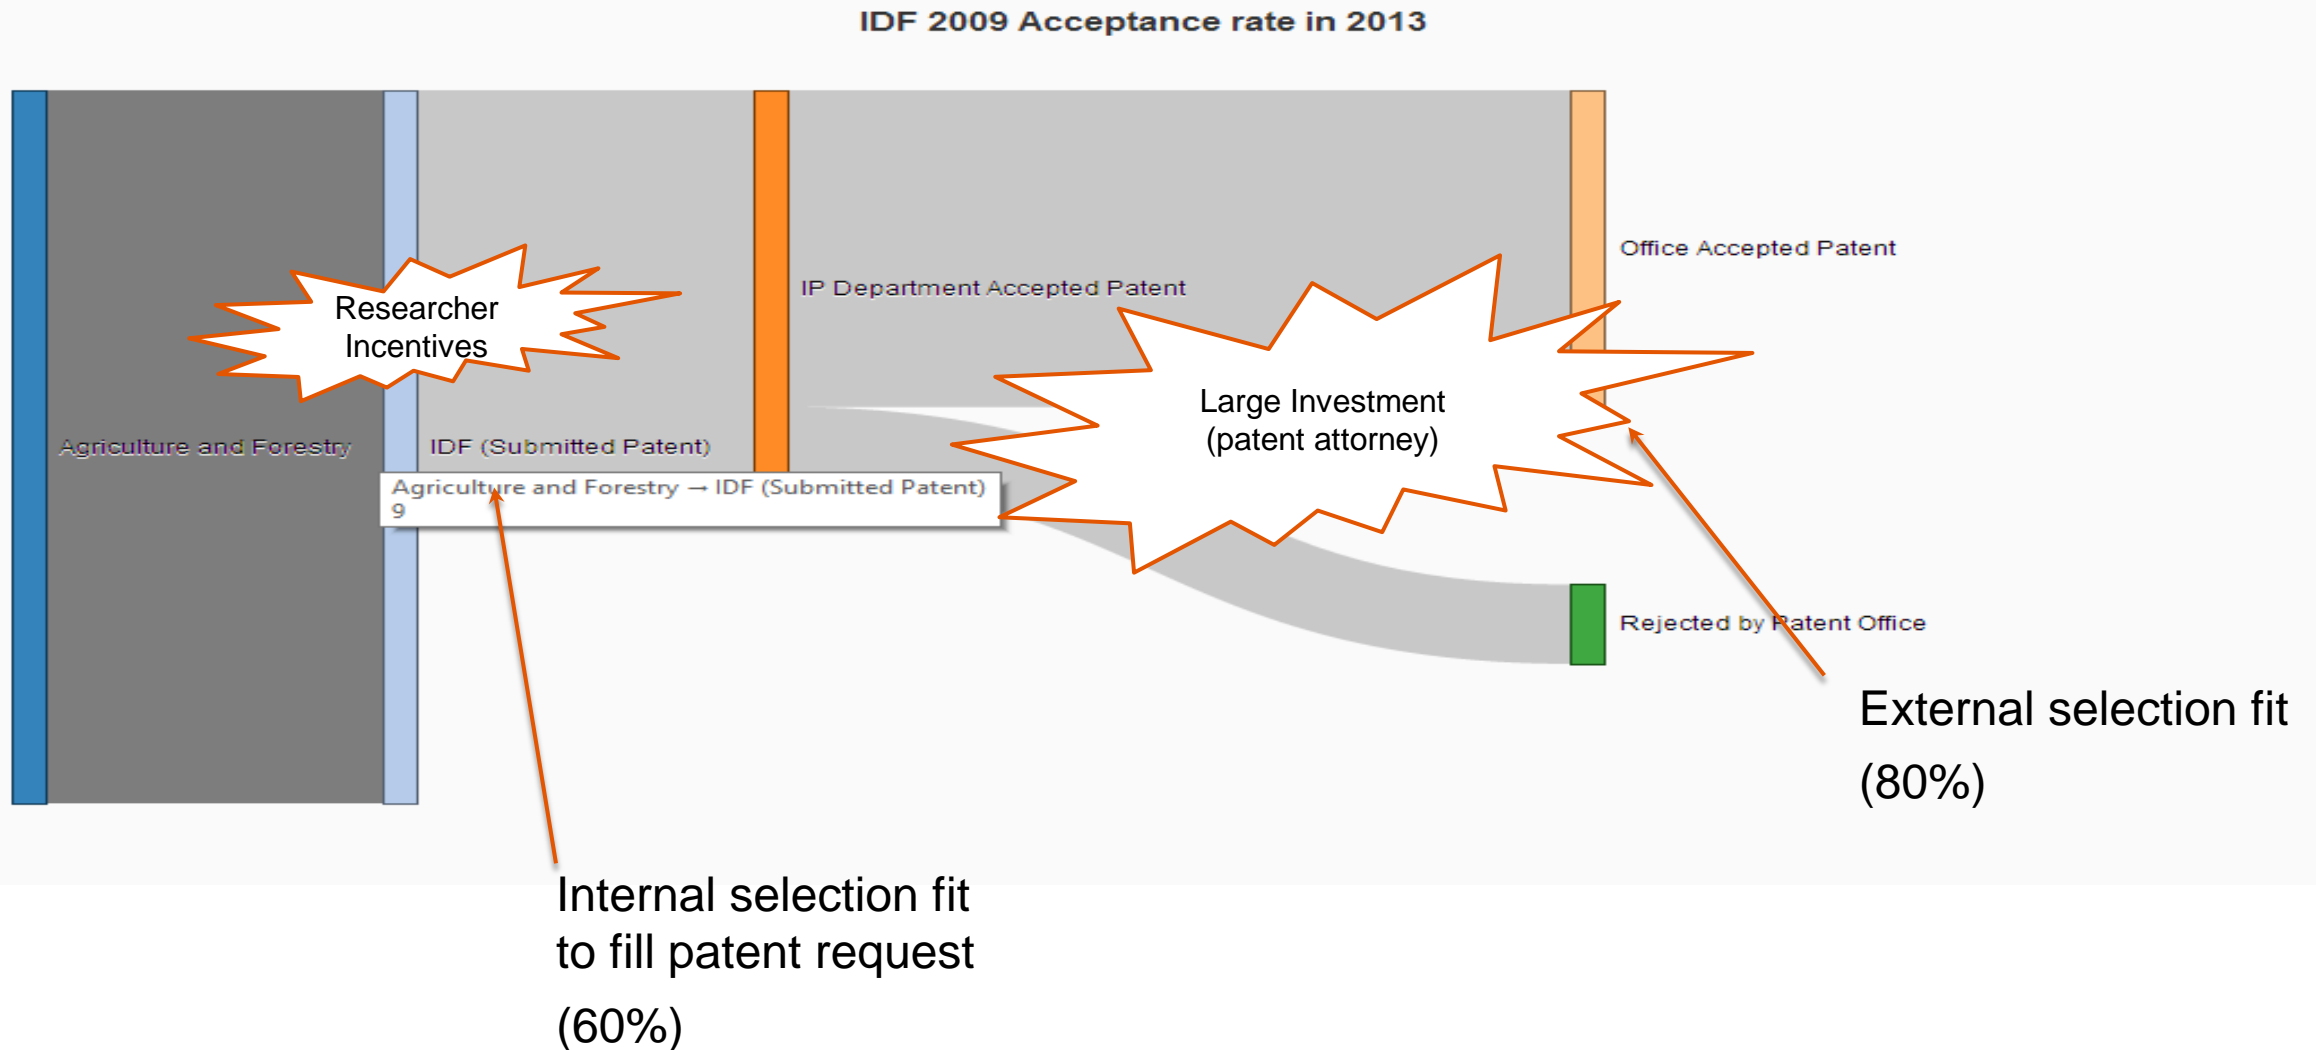 IDF 2009 Acceptance rate in 2013
Office Accepted Patent
IP Department Accepted Patent
Researcher
Incentives
Large Investment
(patent attorney)
Agriculture and Forestry
IDF (Submitted Patent)
Agriculture and Forestry → IDF (Submitted Patent)
9
Rejected by Patent Office
External selection fit
(80%)
Internal selection fit
to fill patent request
(60%)